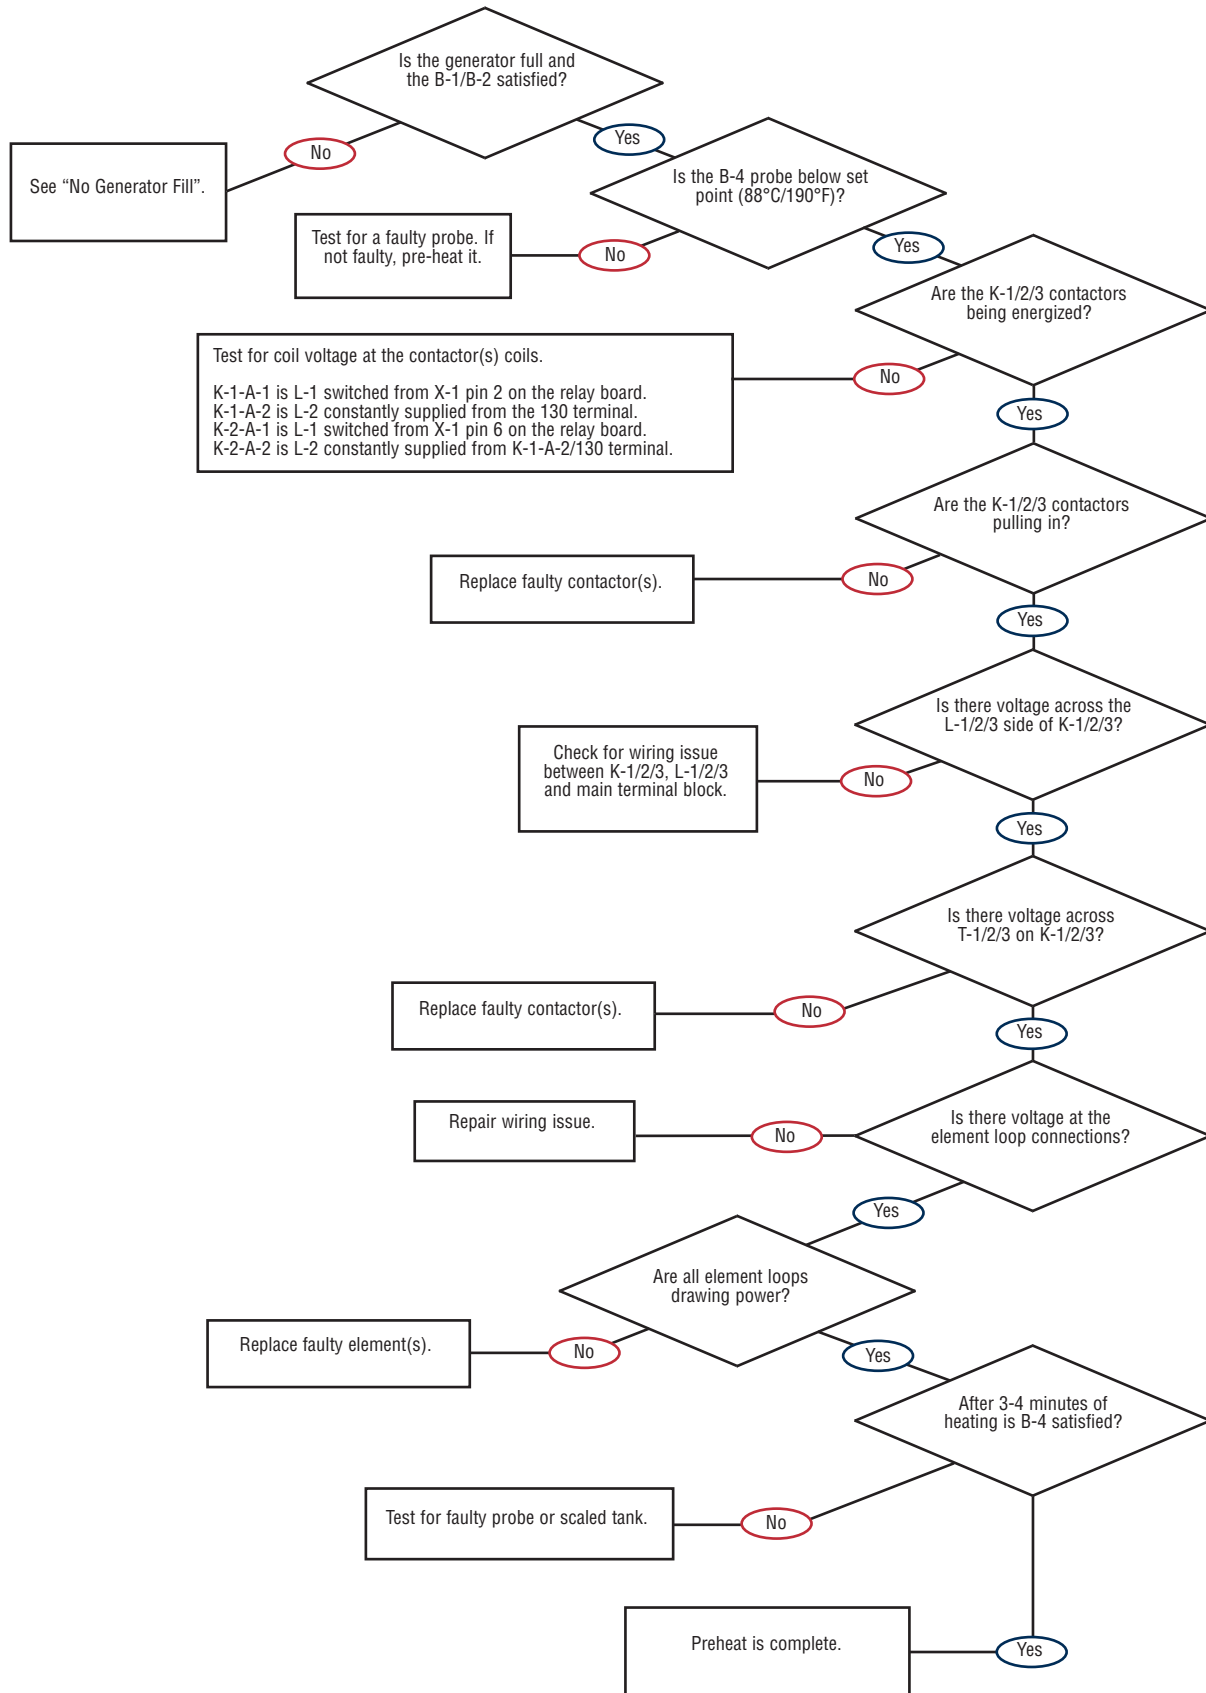 Is the generator full and
the B-1/B-2 satisfied?
No
Yes
See “No Generator Fill”.
Is the B-4 probe below set
point (88°C/190°F)?
Test for a faulty probe. If
not faulty, pre-heat it.
No
Yes
Are the K-1/2/3 contactors
being energized?
Test for coil voltage at the contactor(s) coils.
K-1-A-1 is L-1 switched from X-1 pin 2 on the relay board.
K-1-A-2 is L-2 constantly supplied from the 130 terminal.
K-2-A-1 is L-1 switched from X-1 pin 6 on the relay board.
K-2-A-2 is L-2 constantly supplied from K-1-A-2/130 terminal.
No
Yes
Are the K-1/2/3 contactors
pulling in?
Replace faulty contactor(s).
No
Yes
Is there voltage across the
L-1/2/3 side of K-1/2/3?
Check for wiring issue
between K-1/2/3, L-1/2/3
and main terminal block.
No
Yes
Is there voltage across
T-1/2/3 on K-1/2/3?
Replace faulty contactor(s).
No
Yes
Is there voltage at the
element loop connections?
Repair wiring issue.
No
Yes
Are all element loops
drawing power?
Replace faulty element(s).
No
Yes
After 3-4 minutes of
heating is B-4 satisfied?
Test for faulty probe or scaled tank.
No
Preheat is complete.
Yes